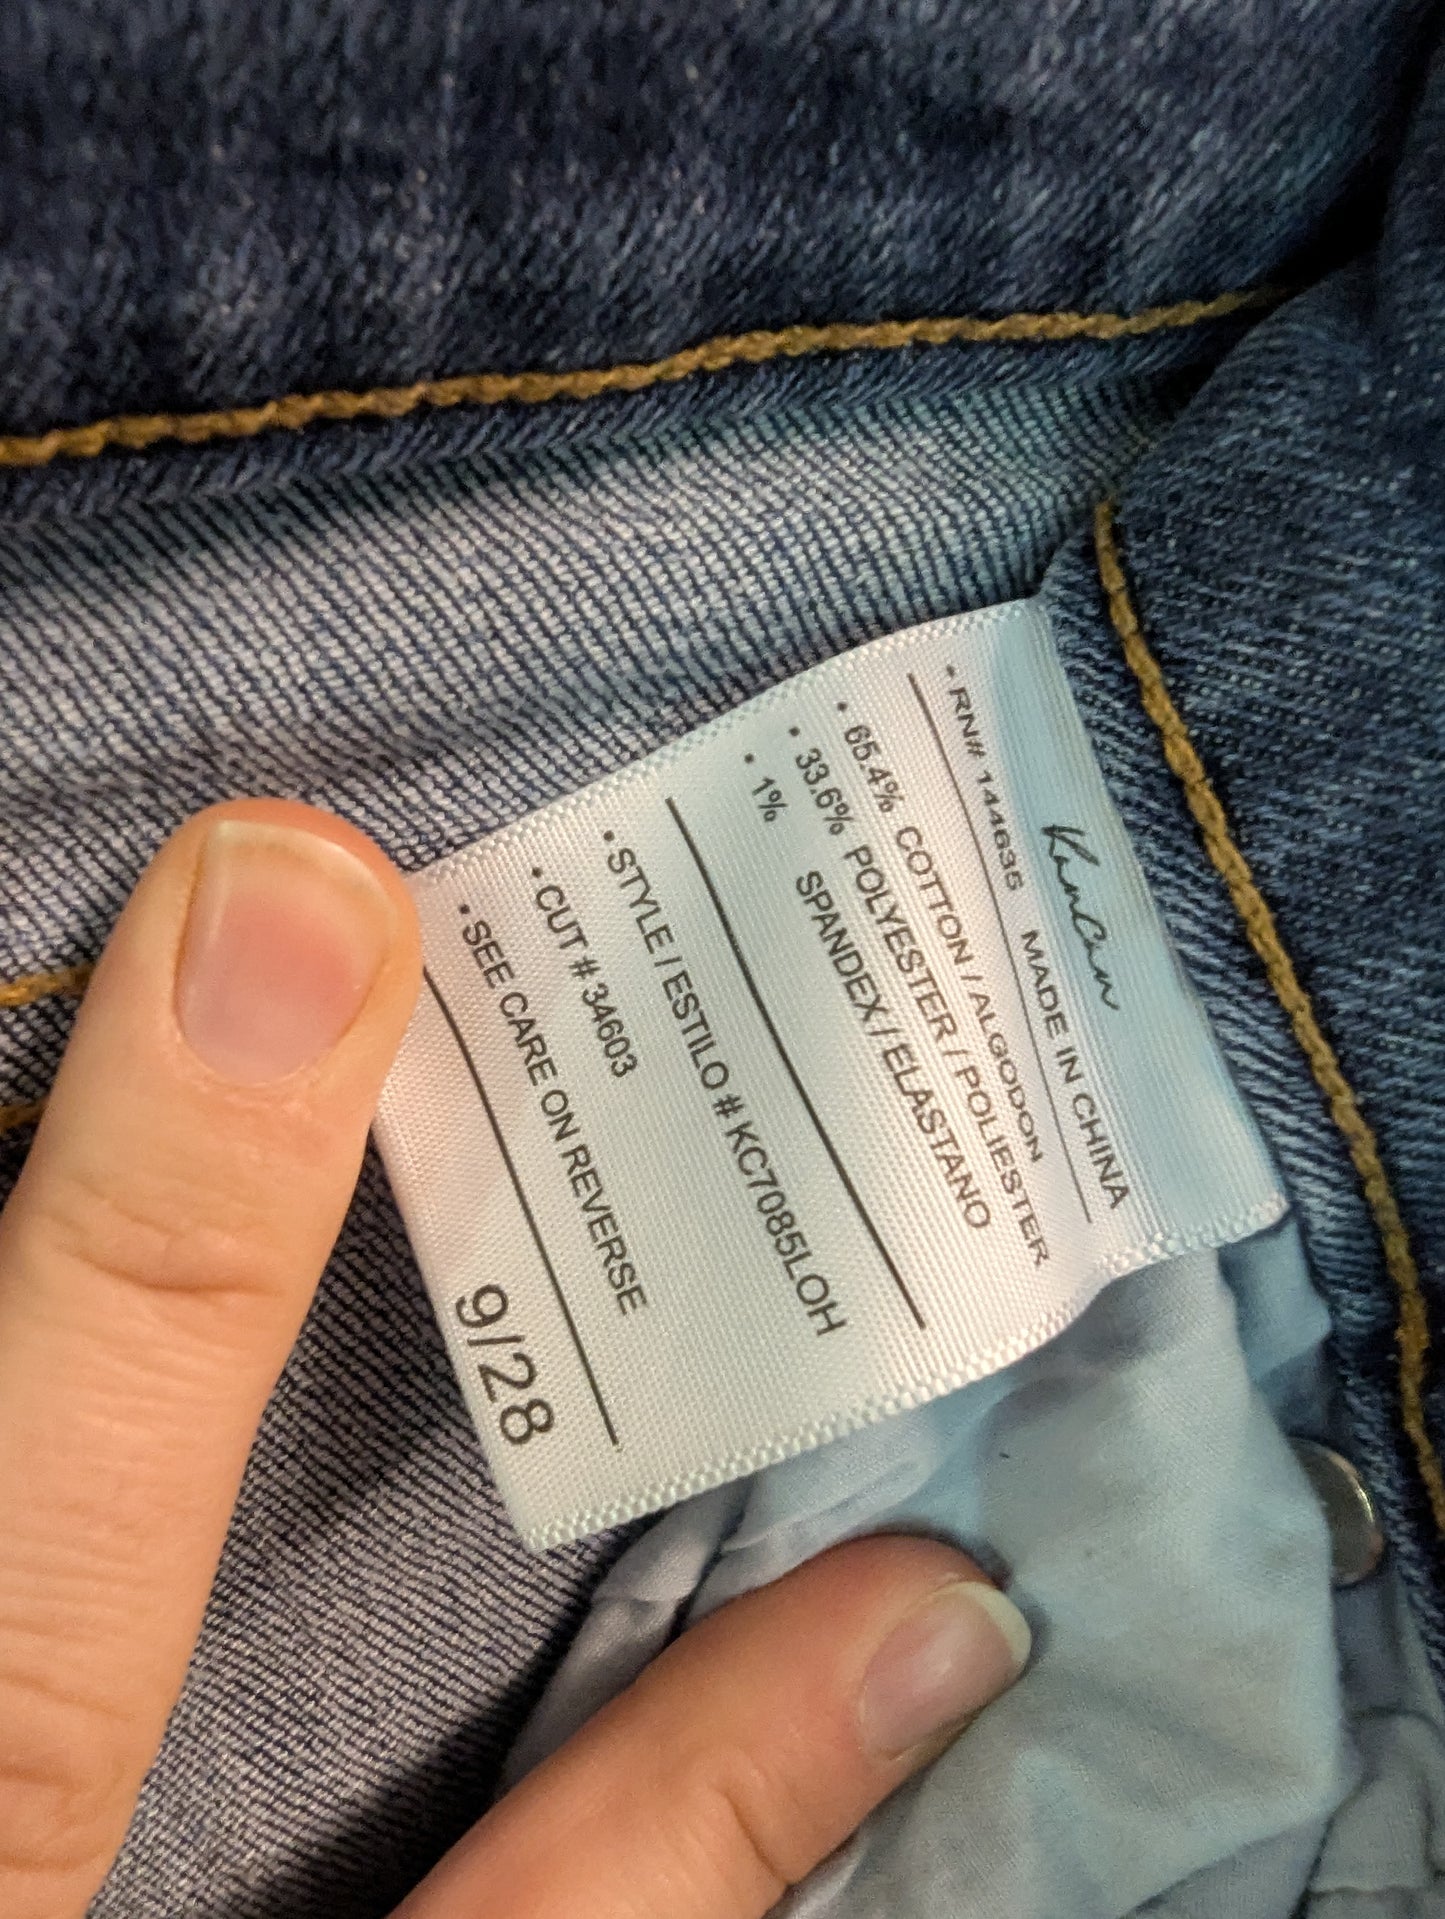 KanCan
• RN# 144635 MADE IN CHINA
• 65.4% COTTON / ALGODON
• 33.6% POLYESTER / POLIESTER
• 1% SPANDEX / ELASTANO
• STYLE / ESTILO # KC7085LOH
• CUT # 34603
• SEE CARE ON REVERSE
9/28